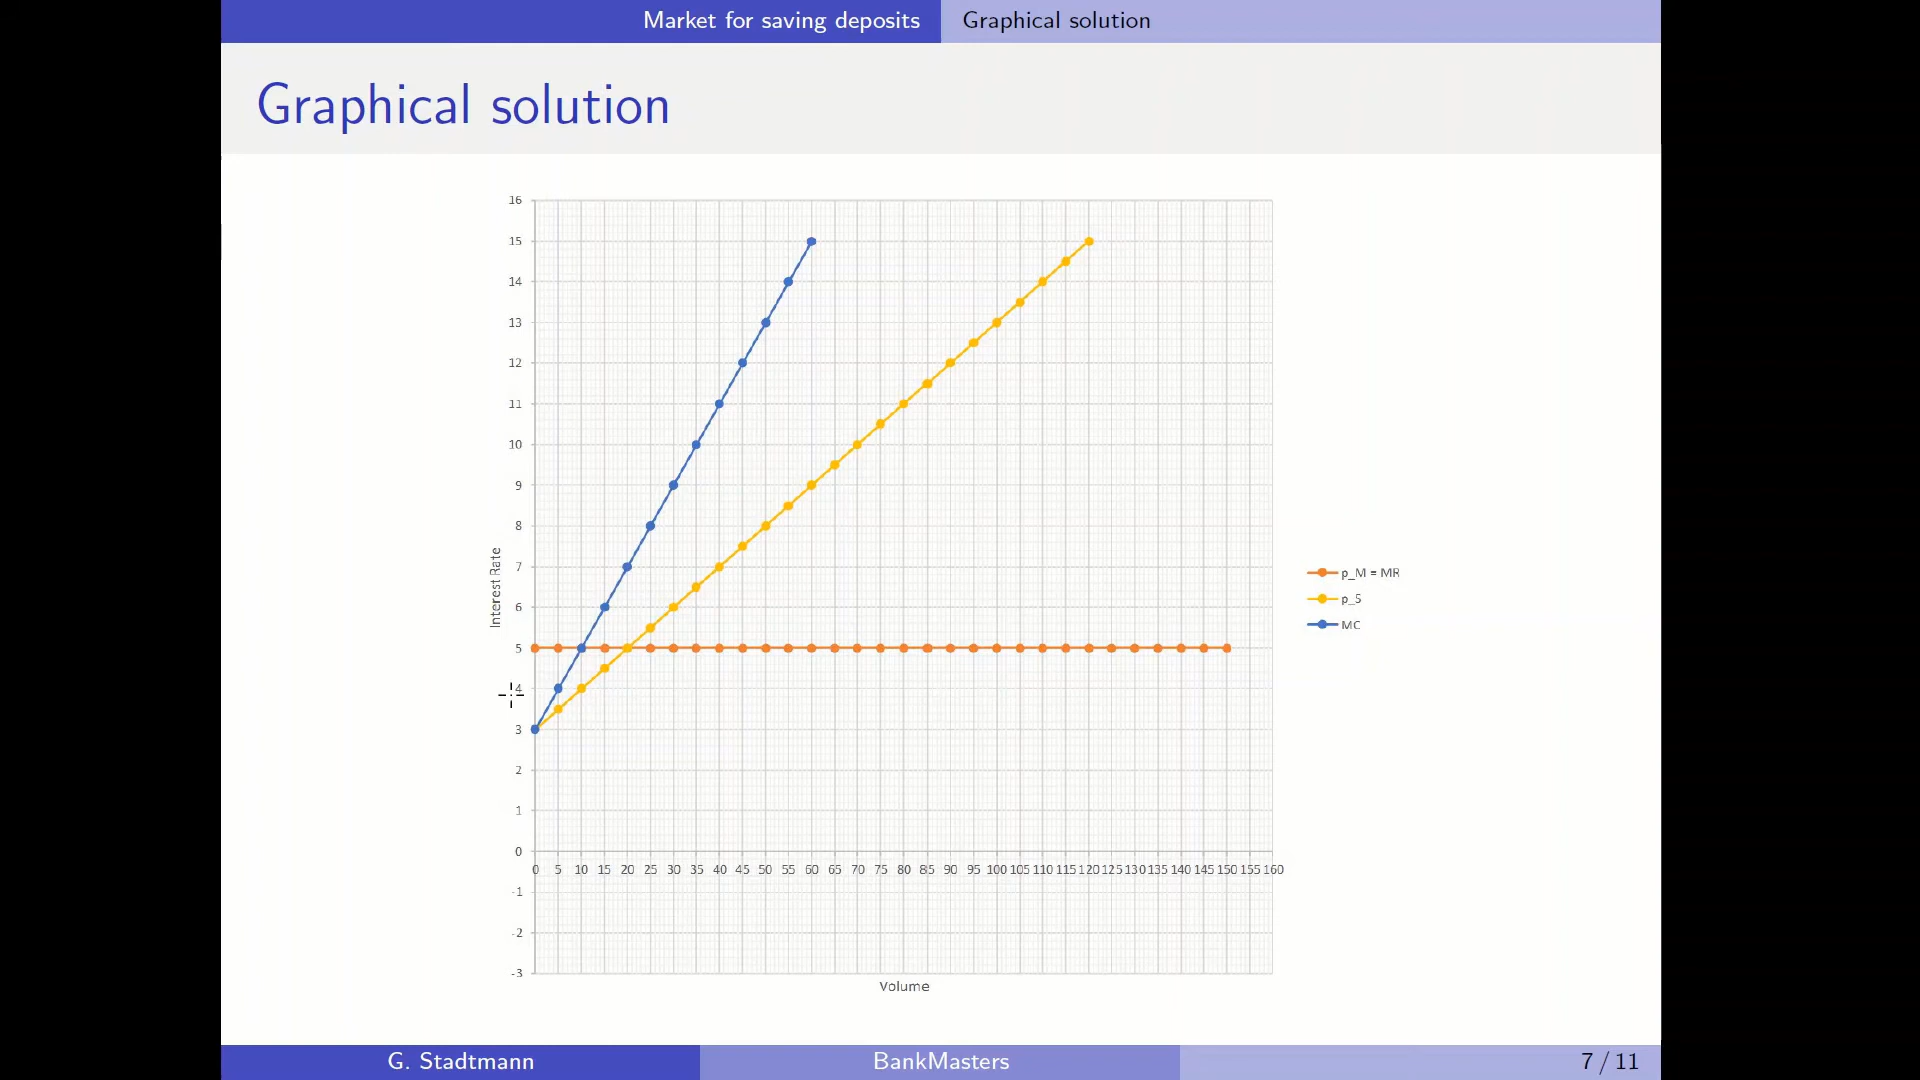 Market for saving deposits Graphical solution
Graphical solution
16
15
14
13
12
11
10
9
8
7
6
5
4
3
2
1
0
-1
-2
-3
Interest Rate
0 5 10 15 20 25 30 35 40 45 50 55 60 65 70 75 80 85 90 95 100 105 110 115 120 125 130 135 140 145 150 155 160
Volume
p_M = MR
p_S
MC
G. Stadtmann BankMasters 7 / 11